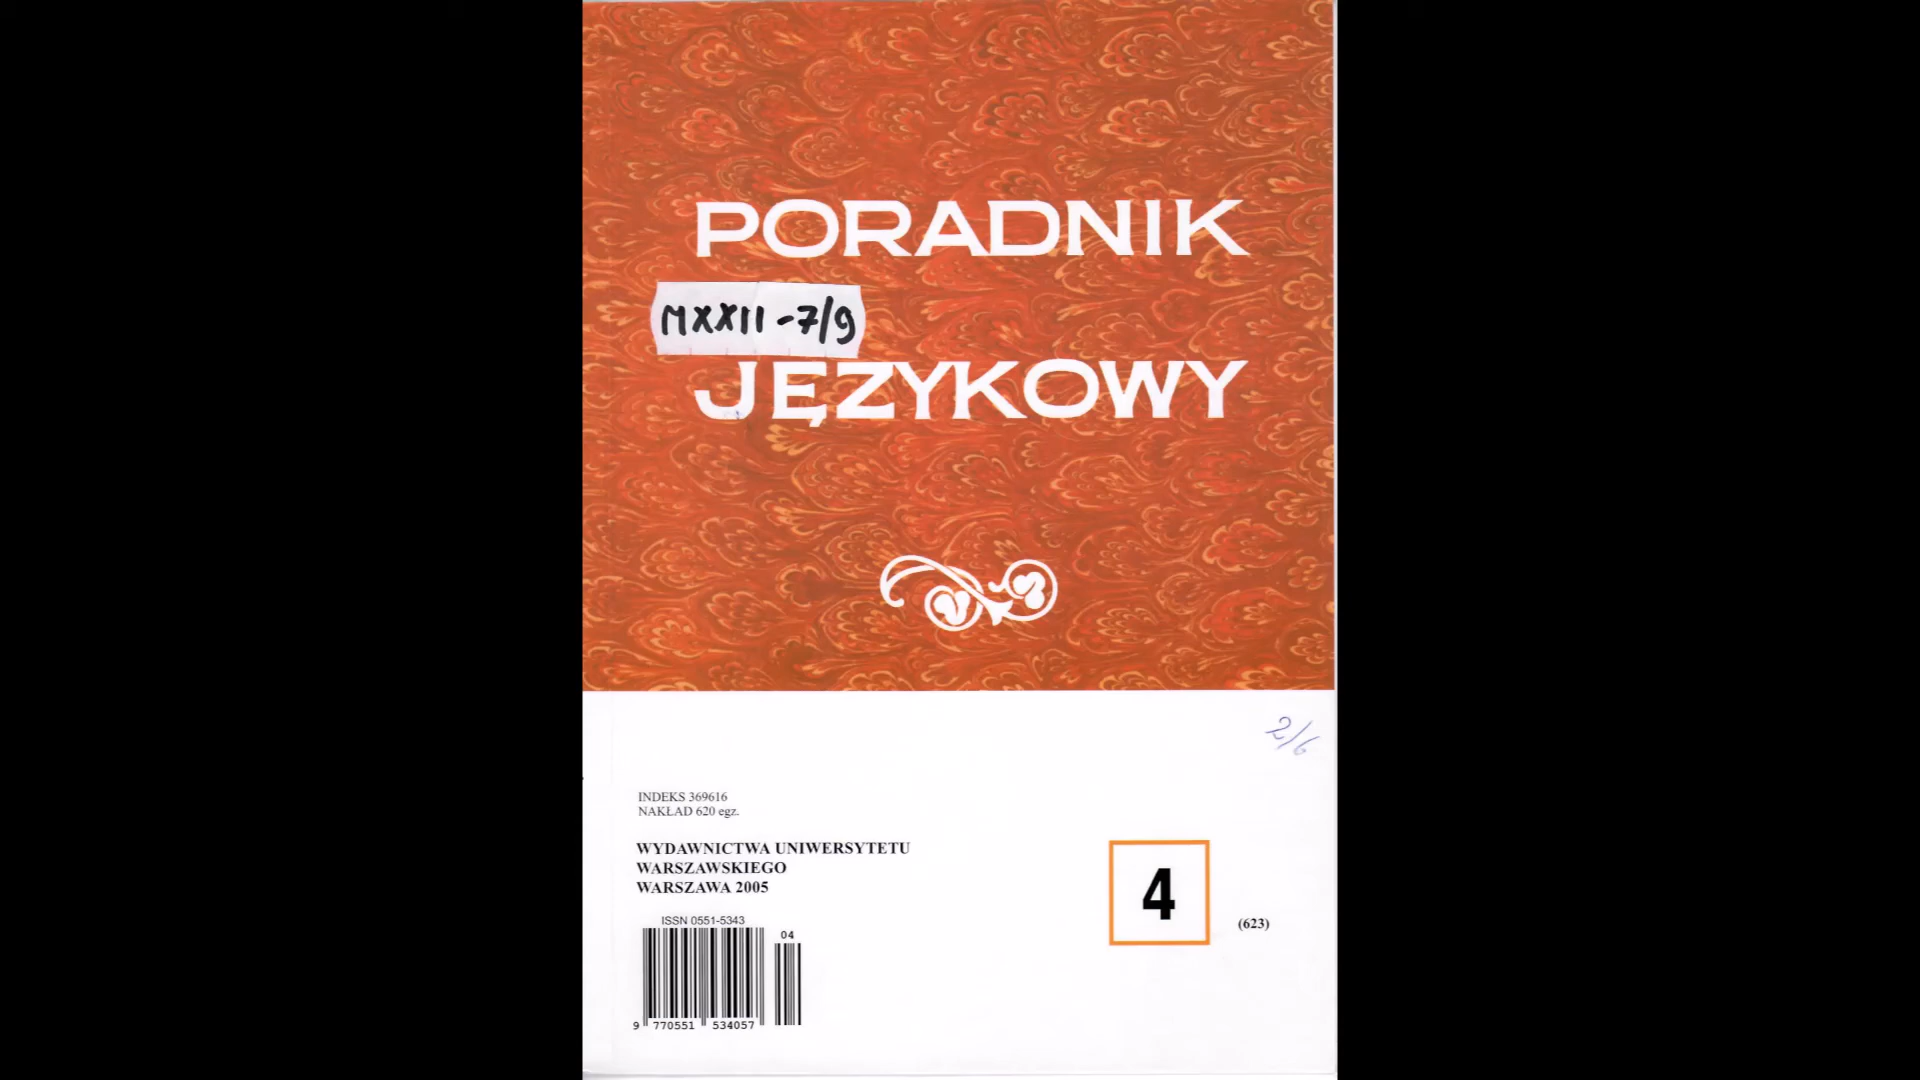 PORADNIK
MXXII-7/9
JĘZYKOWY
2/6
INDEKS 369616
NAKŁAD 620 egz.
WYDAWNICTWA UNIWERSYTETU
WARSZAWSKIEGO
WARSZAWA 2005
ISSN 0551-5343
04
9 770551 534057
4
(623)